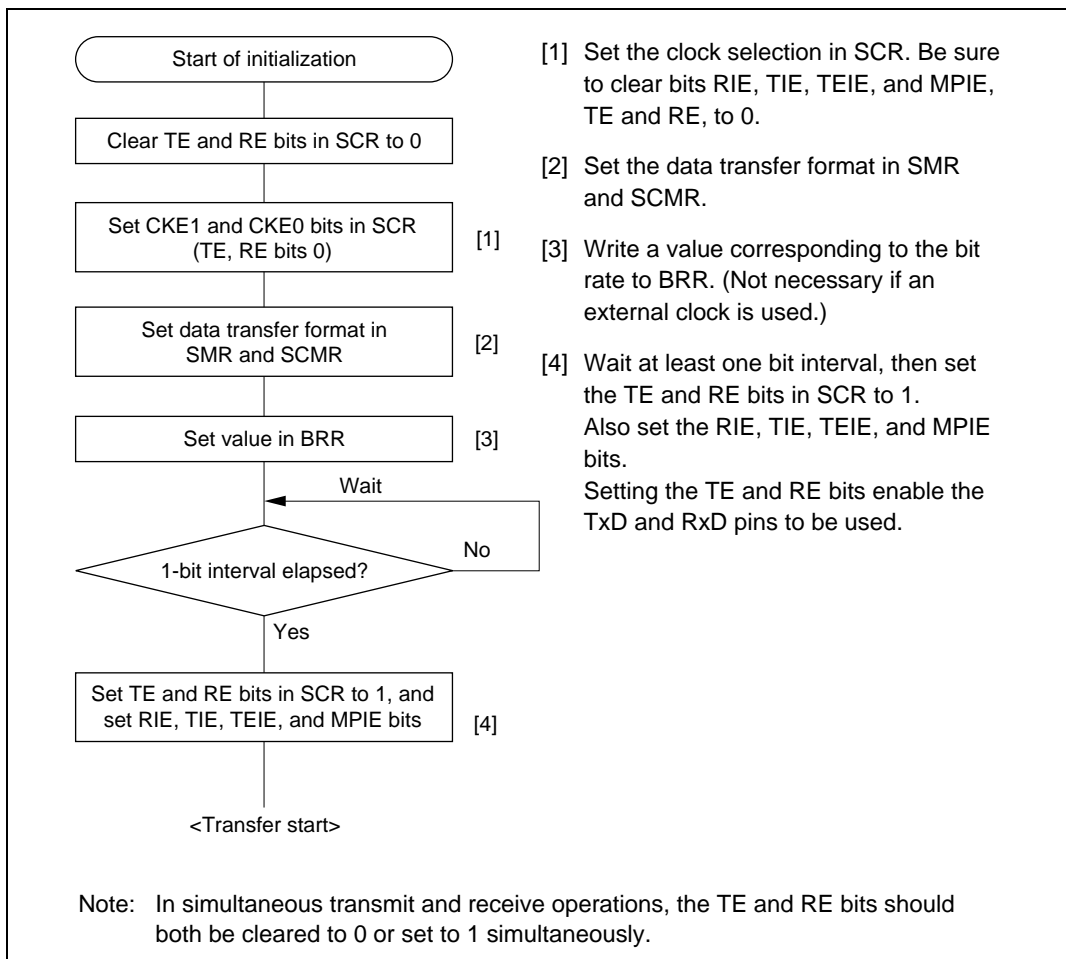 Start of initialization
Clear TE and RE bits in SCR to 0
Set CKE1 and CKE0 bits in SCR
(TE, RE bits 0)
[1]
Set data transfer format in
SMR and SCMR
[2]
Set value in BRR
[3]
Wait
No
1-bit interval elapsed?
Yes
Set TE and RE bits in SCR to 1, and
set RIE, TIE, TEIE, and MPIE bits
[4]
<Transfer start>
[1] Set the clock selection in SCR. Be sure
to clear bits RIE, TIE, TEIE, and MPIE,
TE and RE, to 0.
[2] Set the data transfer format in SMR
and SCMR.
[3] Write a value corresponding to the bit
rate to BRR. (Not necessary if an
external clock is used.)
[4] Wait at least one bit interval, then set
the TE and RE bits in SCR to 1.
Also set the RIE, TIE, TEIE, and MPIE
bits.
Setting the TE and RE bits enable the
TxD and RxD pins to be used.
Note: In simultaneous transmit and receive operations, the TE and RE bits should
both be cleared to 0 or set to 1 simultaneously.